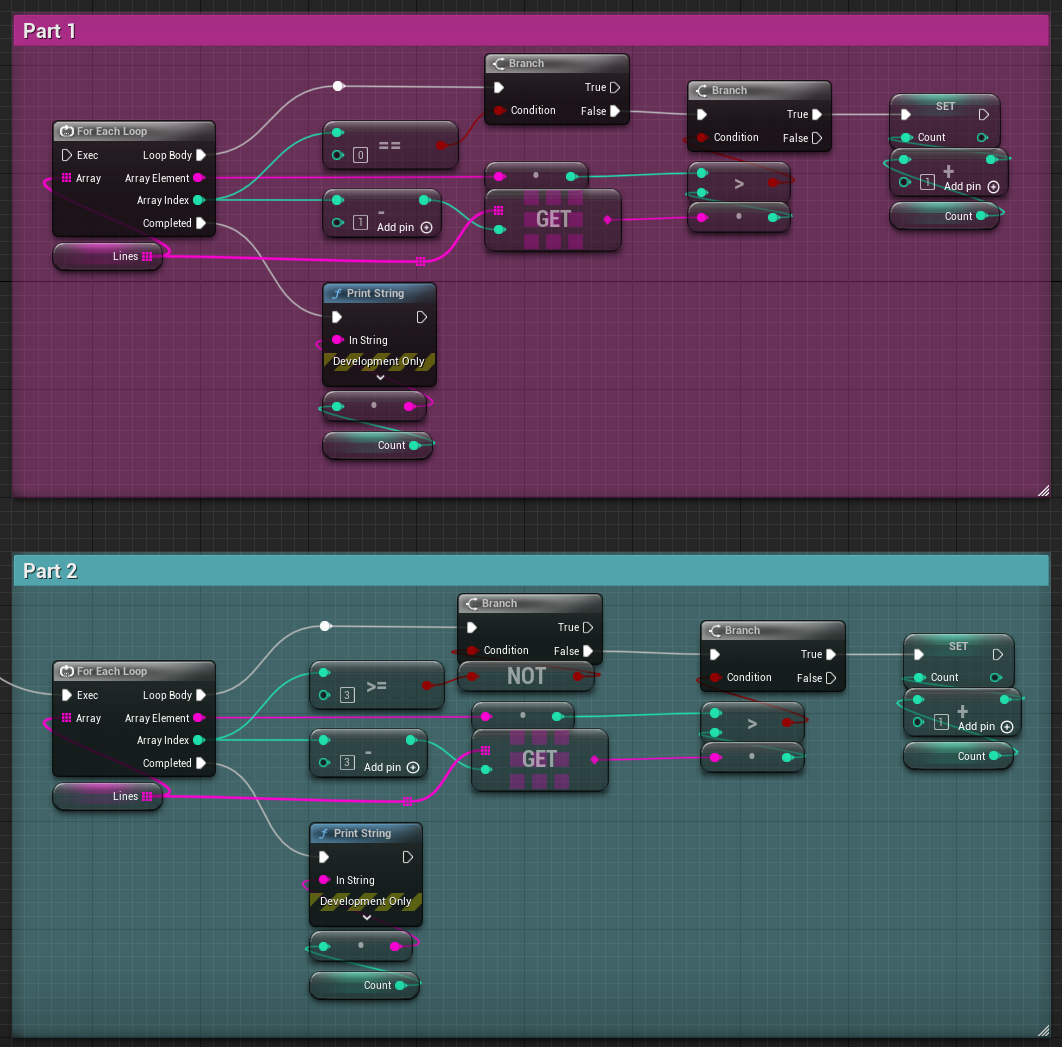 Part 1
Branch
True
Condition False
Branch
True
Condition False
SET
Count
+
1 Add pin
Count
For Each Loop
Exec Loop Body
Array Array Element
Array Index
Completed
Lines
==
0
-
1 Add pin
GET
>
Print String
In String
Development Only
Count
Part 2
Branch
True
Condition False
NOT
Branch
True
Condition False
SET
Count
+
1 Add pin
Count
For Each Loop
Exec Loop Body
Array Array Element
Array Index
Completed
Lines
>=
3
-
3 Add pin
GET
>
Print String
In String
Development Only
Count